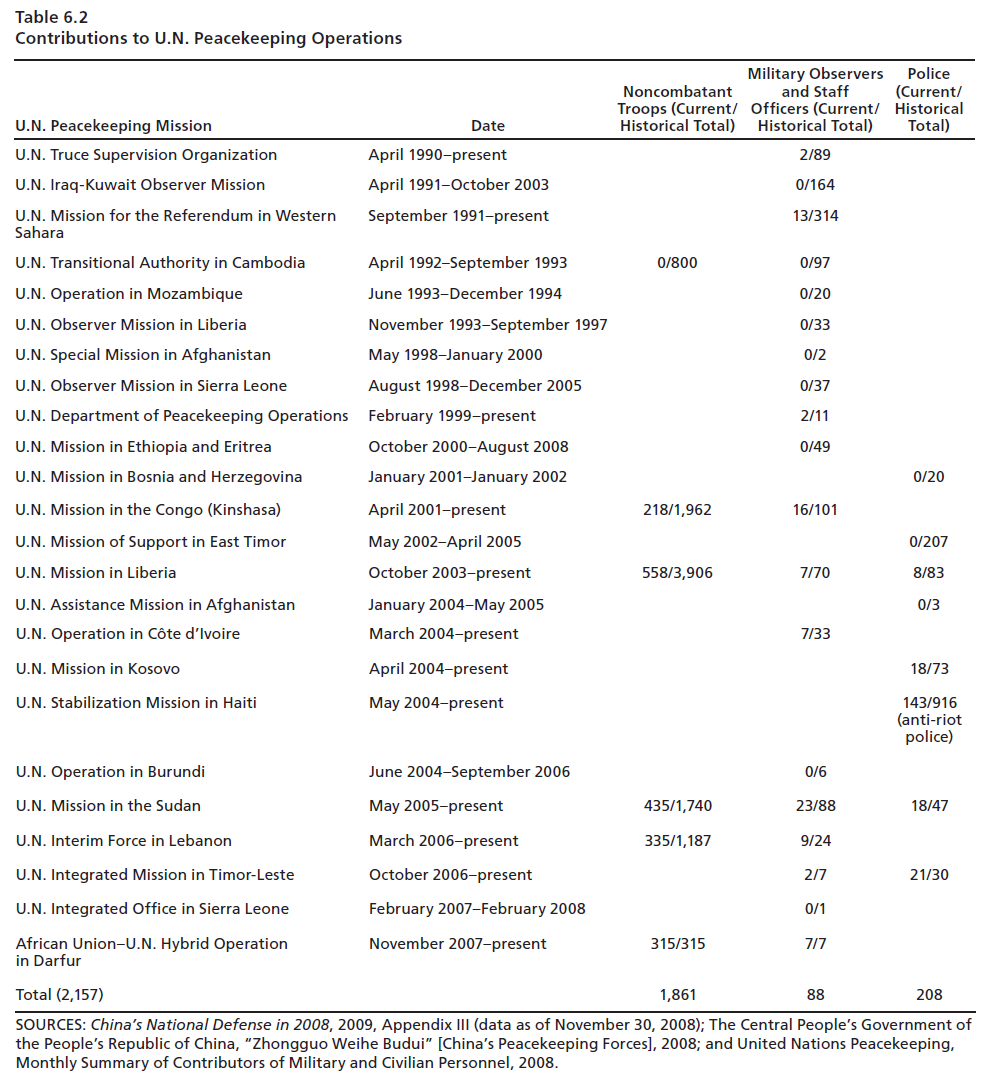 Table 6.2
Contributions to U.N. Peacekeeping Operations
U.N. Peacekeeping Mission Date Noncombatant Troops (Current/ Historical Total) Military Observers and Staff Officers (Current/ Historical Total) Police (Current/ Historical Total)
U.N. Truce Supervision Organization April 1990–present 2/89
U.N. Iraq-Kuwait Observer Mission April 1991–October 2003 0/164
U.N. Mission for the Referendum in Western Sahara September 1991–present 13/314
U.N. Transitional Authority in Cambodia April 1992–September 1993 0/800 0/97
U.N. Operation in Mozambique June 1993–December 1994 0/20
U.N. Observer Mission in Liberia November 1993–September 1997 0/33
U.N. Special Mission in Afghanistan May 1998–January 2000 0/2
U.N. Observer Mission in Sierra Leone August 1998–December 2005 0/37
U.N. Department of Peacekeeping Operations February 1999–present 2/11
U.N. Mission in Ethiopia and Eritrea October 2000–August 2008 0/49
U.N. Mission in Bosnia and Herzegovina January 2001–January 2002 0/20
U.N. Mission in the Congo (Kinshasa) April 2001–present 218/1,962 16/101
U.N. Mission of Support in East Timor May 2002–April 2005 0/207
U.N. Mission in Liberia October 2003–present 558/3,906 7/70 8/83
U.N. Assistance Mission in Afghanistan January 2004–May 2005 0/3
U.N. Operation in Côte d’Ivoire March 2004–present 7/33
U.N. Mission in Kosovo April 2004–present 18/73
U.N. Stabilization Mission in Haiti May 2004–present 143/916
(anti-riot
police)
U.N. Operation in Burundi June 2004–September 2006 0/6
U.N. Mission in the Sudan May 2005–present 435/1,740 23/88 18/47
U.N. Interim Force in Lebanon March 2006–present 335/1,187 9/24
U.N. Integrated Mission in Timor-Leste October 2006–present 2/7 21/30
U.N. Integrated Office in Sierra Leone February 2007–February 2008 0/1
African Union–U.N. Hybrid Operation in Darfur November 2007–present 315/315 7/7
Total (2,157) 1,861 88 208
SOURCES: China’s National Defense in 2008, 2009, Appendix III (data as of November 30, 2008); The Central People’s Government of
the People’s Republic of China, “Zhongguo Weihe Budui” [China’s Peacekeeping Forces], 2008; and United Nations Peacekeeping,
Monthly Summary of Contributors of Military and Civilian Personnel, 2008.